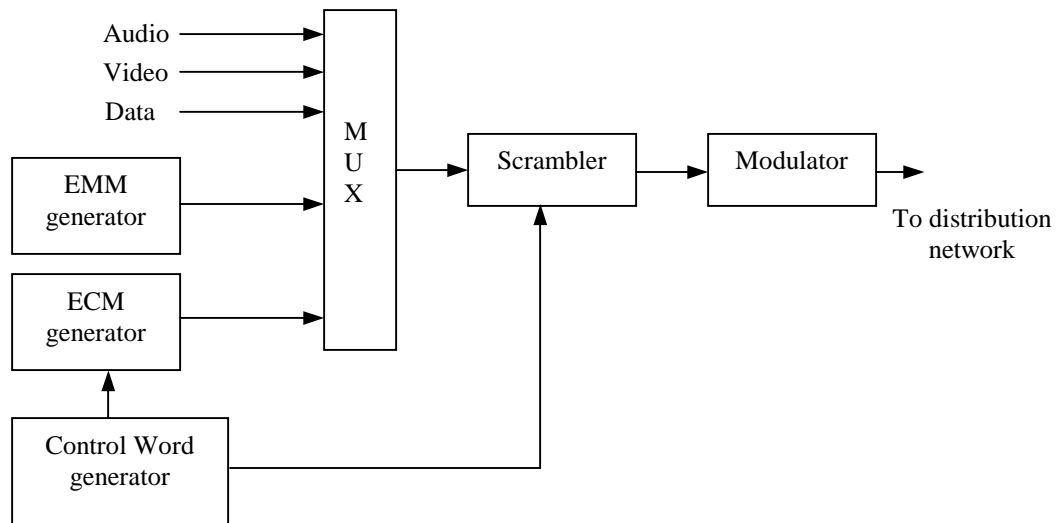 Audio
Video
Data
M
U
X
EMM
generator
ECM
generator
Control Word
generator
Scrambler
Modulator
To distribution
network